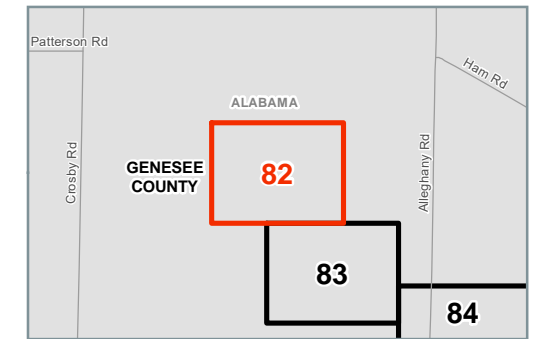 Patterson Rd
Ham Rd
ALABAMA
Crosby Rd
GENESEE
COUNTY
82
Alleghany Rd
83
84